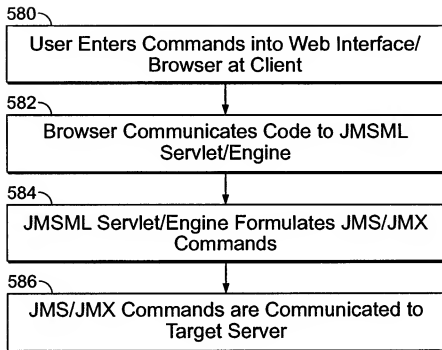 580
User Enters Commands into Web Interface/
Browser at Client
582
Browser Communicates Code to JMSML
Servlet/Engine
584
JMSML Servlet/Engine Formulates JMS/JMX
Commands
586
JMS/JMX Commands are Communicated to
Target Server